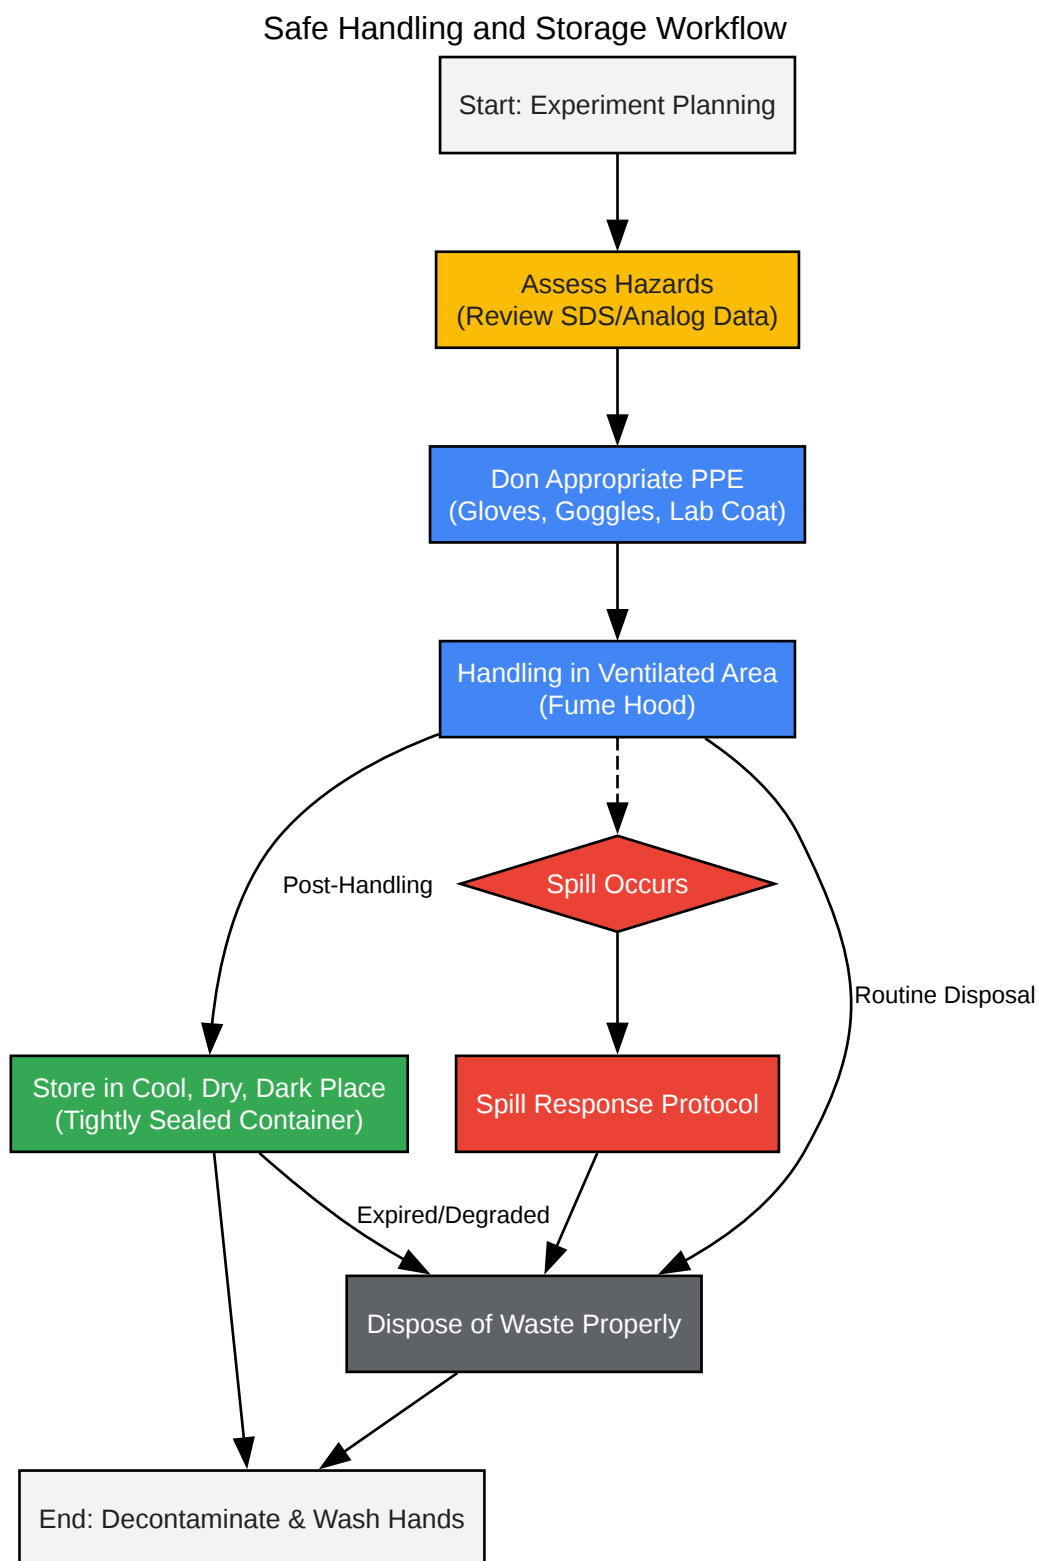 Safe Handling and Storage Workflow
Start: Experiment Planning
Assess Hazards
(Review SDS/Analog Data)
Don Appropriate PPE
(Gloves, Goggles, Lab Coat)
Handling in Ventilated Area
(Fume Hood)
Post-Handling
Spill Occurs
Routine Disposal
Store in Cool, Dry, Dark Place
(Tightly Sealed Container)
Spill Response Protocol
Expired/Degraded
Dispose of Waste Properly
End: Decontaminate & Wash Hands